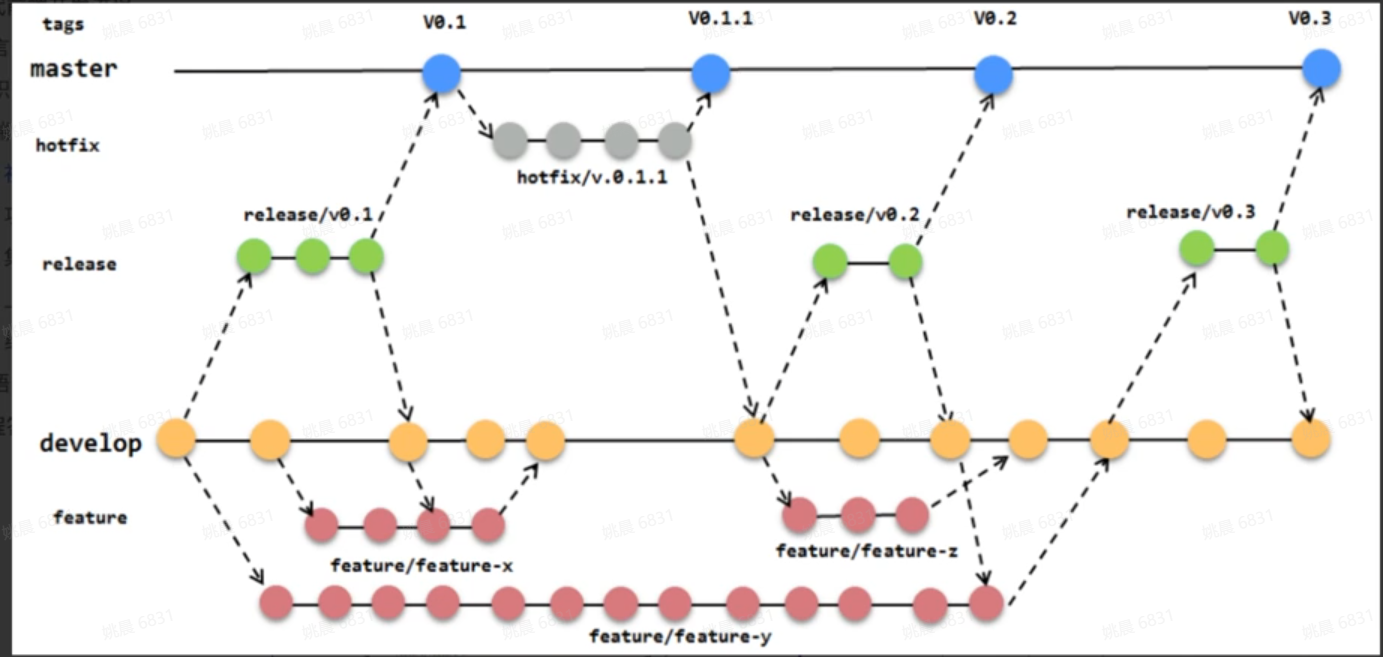 tags
V0.1
V0.1.1
V0.2
V0.3
master
hotfix
hotfix/v.0.1.1
release/v0.1
release/v0.2
release/v0.3
release
develop
feature
feature/feature-z
feature/feature-x
feature/feature-y
姚晨 6831